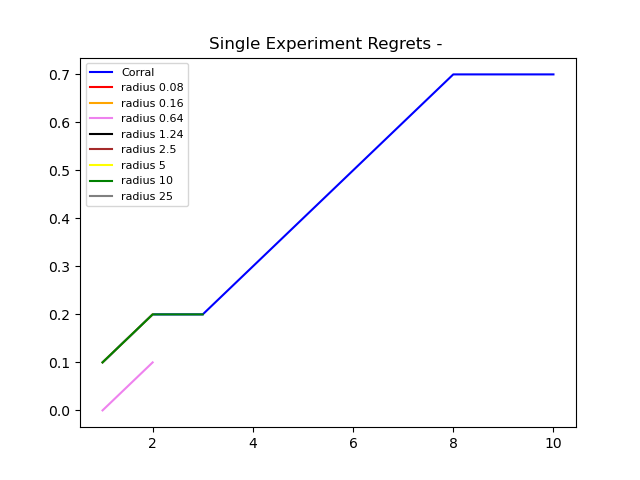 Single Experiment Regrets -
Corral
radius 0.08
radius 0.16
radius 0.64
radius 1.24
radius 2.5
radius 5
radius 10
radius 25
0.7
0.6
0.5
0.4
0.3
0.2
0.1
0.0
2 4 6 8 10